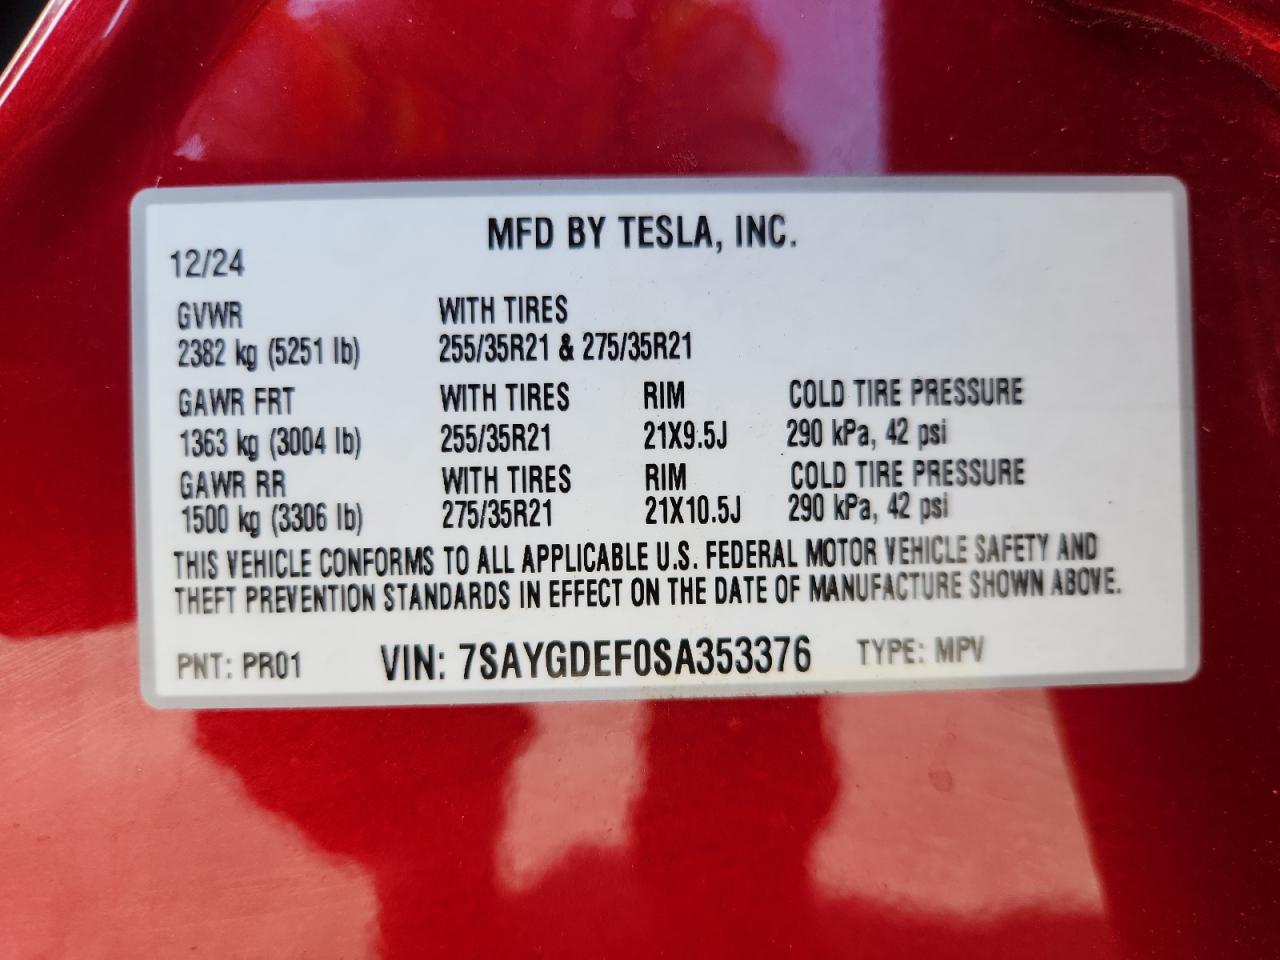 MFD BY TESLA, INC.
12/24
GVWR WITH TIRES
2382 kg (5251 lb) 255/35R21 & 275/35R21
GAWR FRT WITH TIRES RIM COLD TIRE PRESSURE
1363 kg (3004 lb) 255/35R21 21X9.5J 290 kPa, 42 psi
GAWR RR WITH TIRES RIM COLD TIRE PRESSURE
1500 kg (3306 lb) 275/35R21 21X10.5J 290 kPa, 42 psi
THIS VEHICLE CONFORMS TO ALL APPLICABLE U.S. FEDERAL MOTOR VEHICLE SAFETY AND
THEFT PREVENTION STANDARDS IN EFFECT ON THE DATE OF MANUFACTURE SHOWN ABOVE.
PNT: PR01 VIN: 7SAYGDEF0SA353376 TYPE: MPV